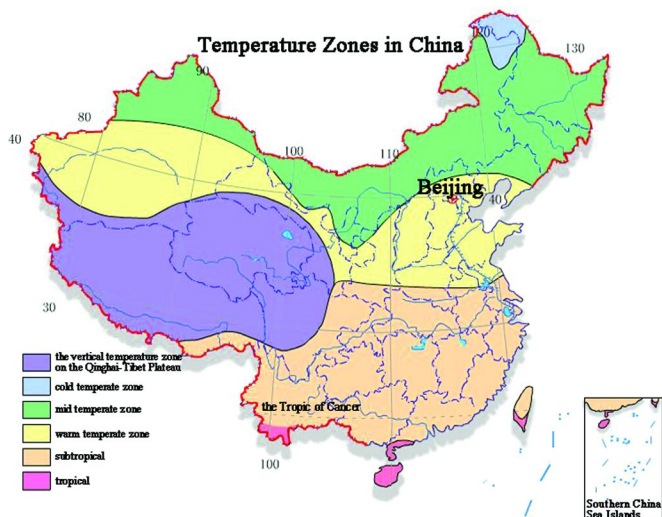 Temperature Zones in China
120
130
90
80
40
100
110
Beijing
40
30
the vertical temperature zone
on the Qinghai-Tibet Plateau
cold temperate zone
mid temperate zone
the Tropic of Cancer
warm temperate zone
subtropical
100
tropical
Southern China
Sea Islands